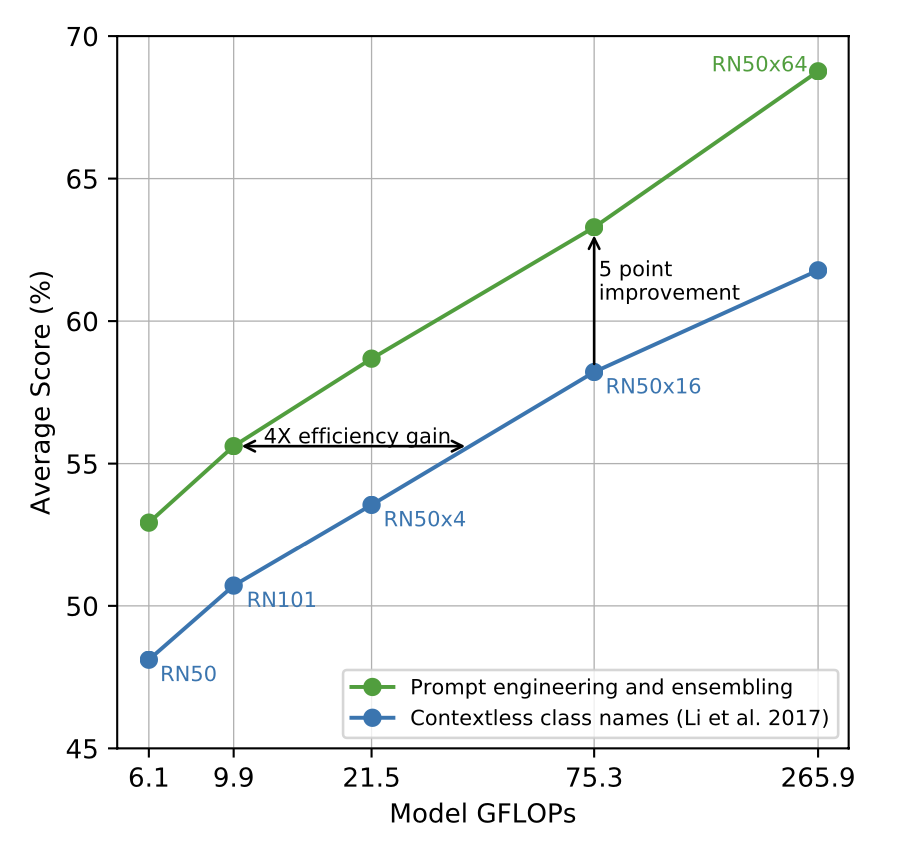 70
65
60
55
50
45
Average Score (%)
RN50x64
5 point
improvement
RN50x16
4X efficiency gain
RN50x4
RN101
RN50
Prompt engineering and ensembling
Contextless class names (Li et al. 2017)
6.1 9.9 21.5 75.3 265.9
Model GFLOPs